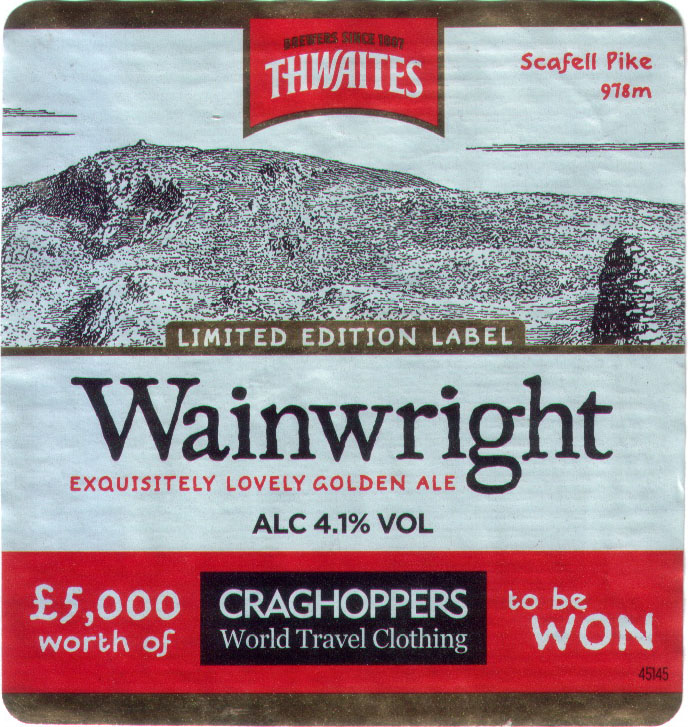 BREWERS SINCE 1807
THWAITES
Scafell Pike
978m
LIMITED EDITION LABEL
Wainwright
EXQUISITELY LOVELY GOLDEN ALE
ALC 4.1% VOL
£5,000
worth of
CRAGHOPPERS
World Travel Clothing
to be
WON
45145